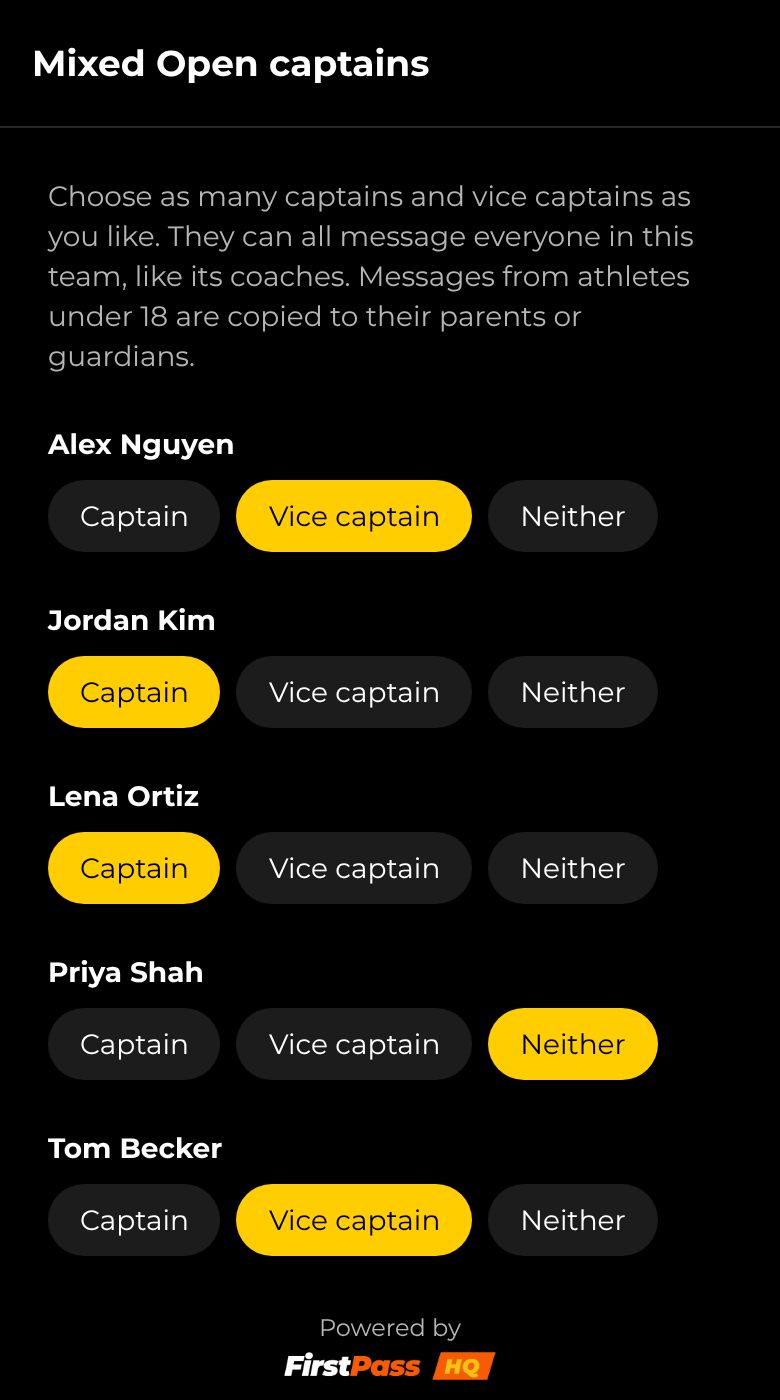 Mixed Open captains
Choose as many captains and vice captains as
you like. They can all message everyone in this
team, like its coaches. Messages from athletes
under 18 are copied to their parents or
guardians.
Alex Nguyen
Captain Vice captain Neither
Jordan Kim
Captain Vice captain Neither
Lena Ortiz
Captain Vice captain Neither
Priya Shah
Captain Vice captain Neither
Tom Becker
Captain Vice captain Neither
Powered by
FirstPass HQ